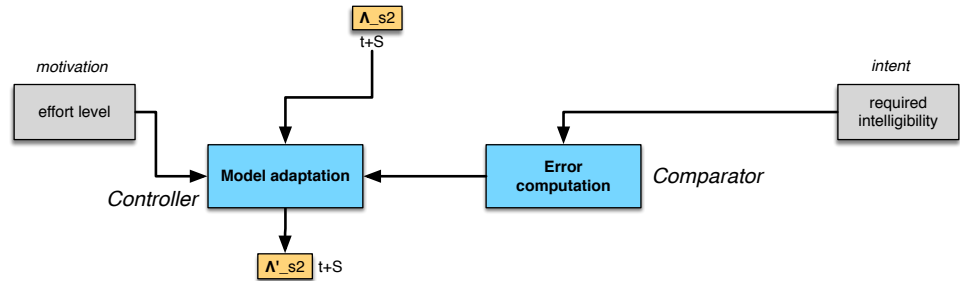 Λ_s2
t+S
motivation
effort level
intent
required
intelligibility
Model adaptation
Controller
Error
computation
Comparator
Λ'_s2
t+S